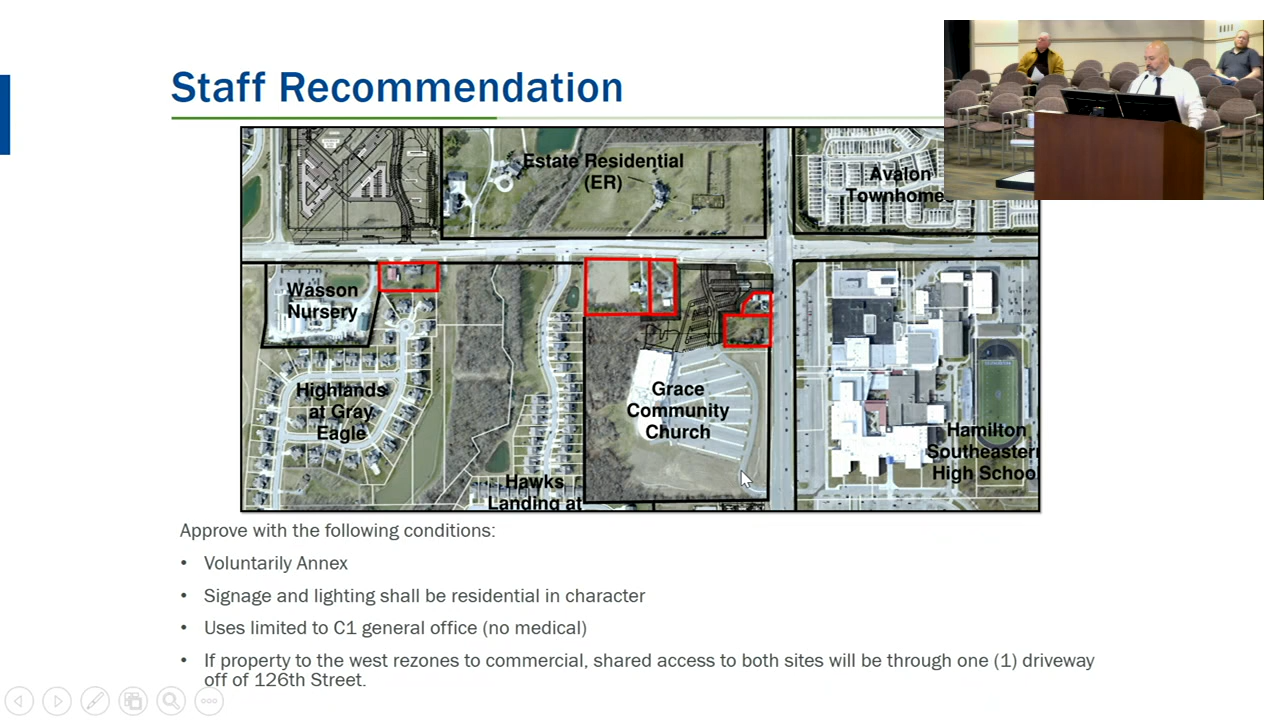 Staff Recommendation
Estate Residential
(ER)
Avalon
Townhome
Wasson
Nursery
Highlands
at Gray
Eagle
Grace
Community
Church
Hamilton
Southeastern
High School
Hawks
Landing at
Approve with the following conditions:
• Voluntarily Annex
• Signage and lighting shall be residential in character
• Uses limited to C1 general office (no medical)
• If property to the west rezones to commercial, shared access to both sites will be through one (1) driveway
off of 126th Street.